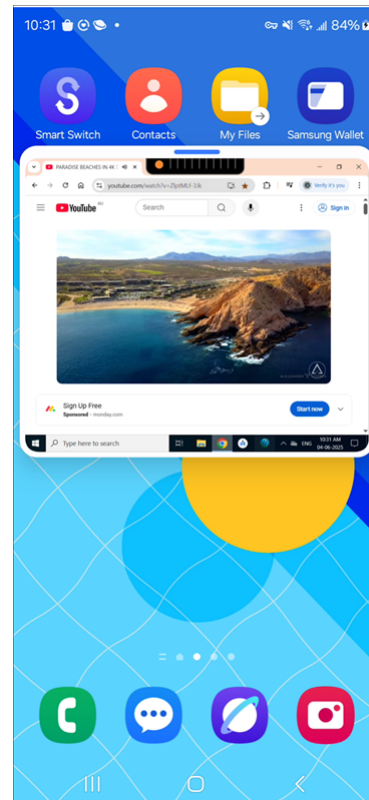 10:31
84%
Smart Switch
Contacts
My Files
Samsung Wallet
PARADISE BEACHES IN 4K
youtube.com/watch?v=ZlptMLF-33k
Verify it's you
YouTube
Search
Sign in
Sign Up Free
Sponsored · monday.com
Start now
Type here to search
ENG
10:31 AM
04-06-2025